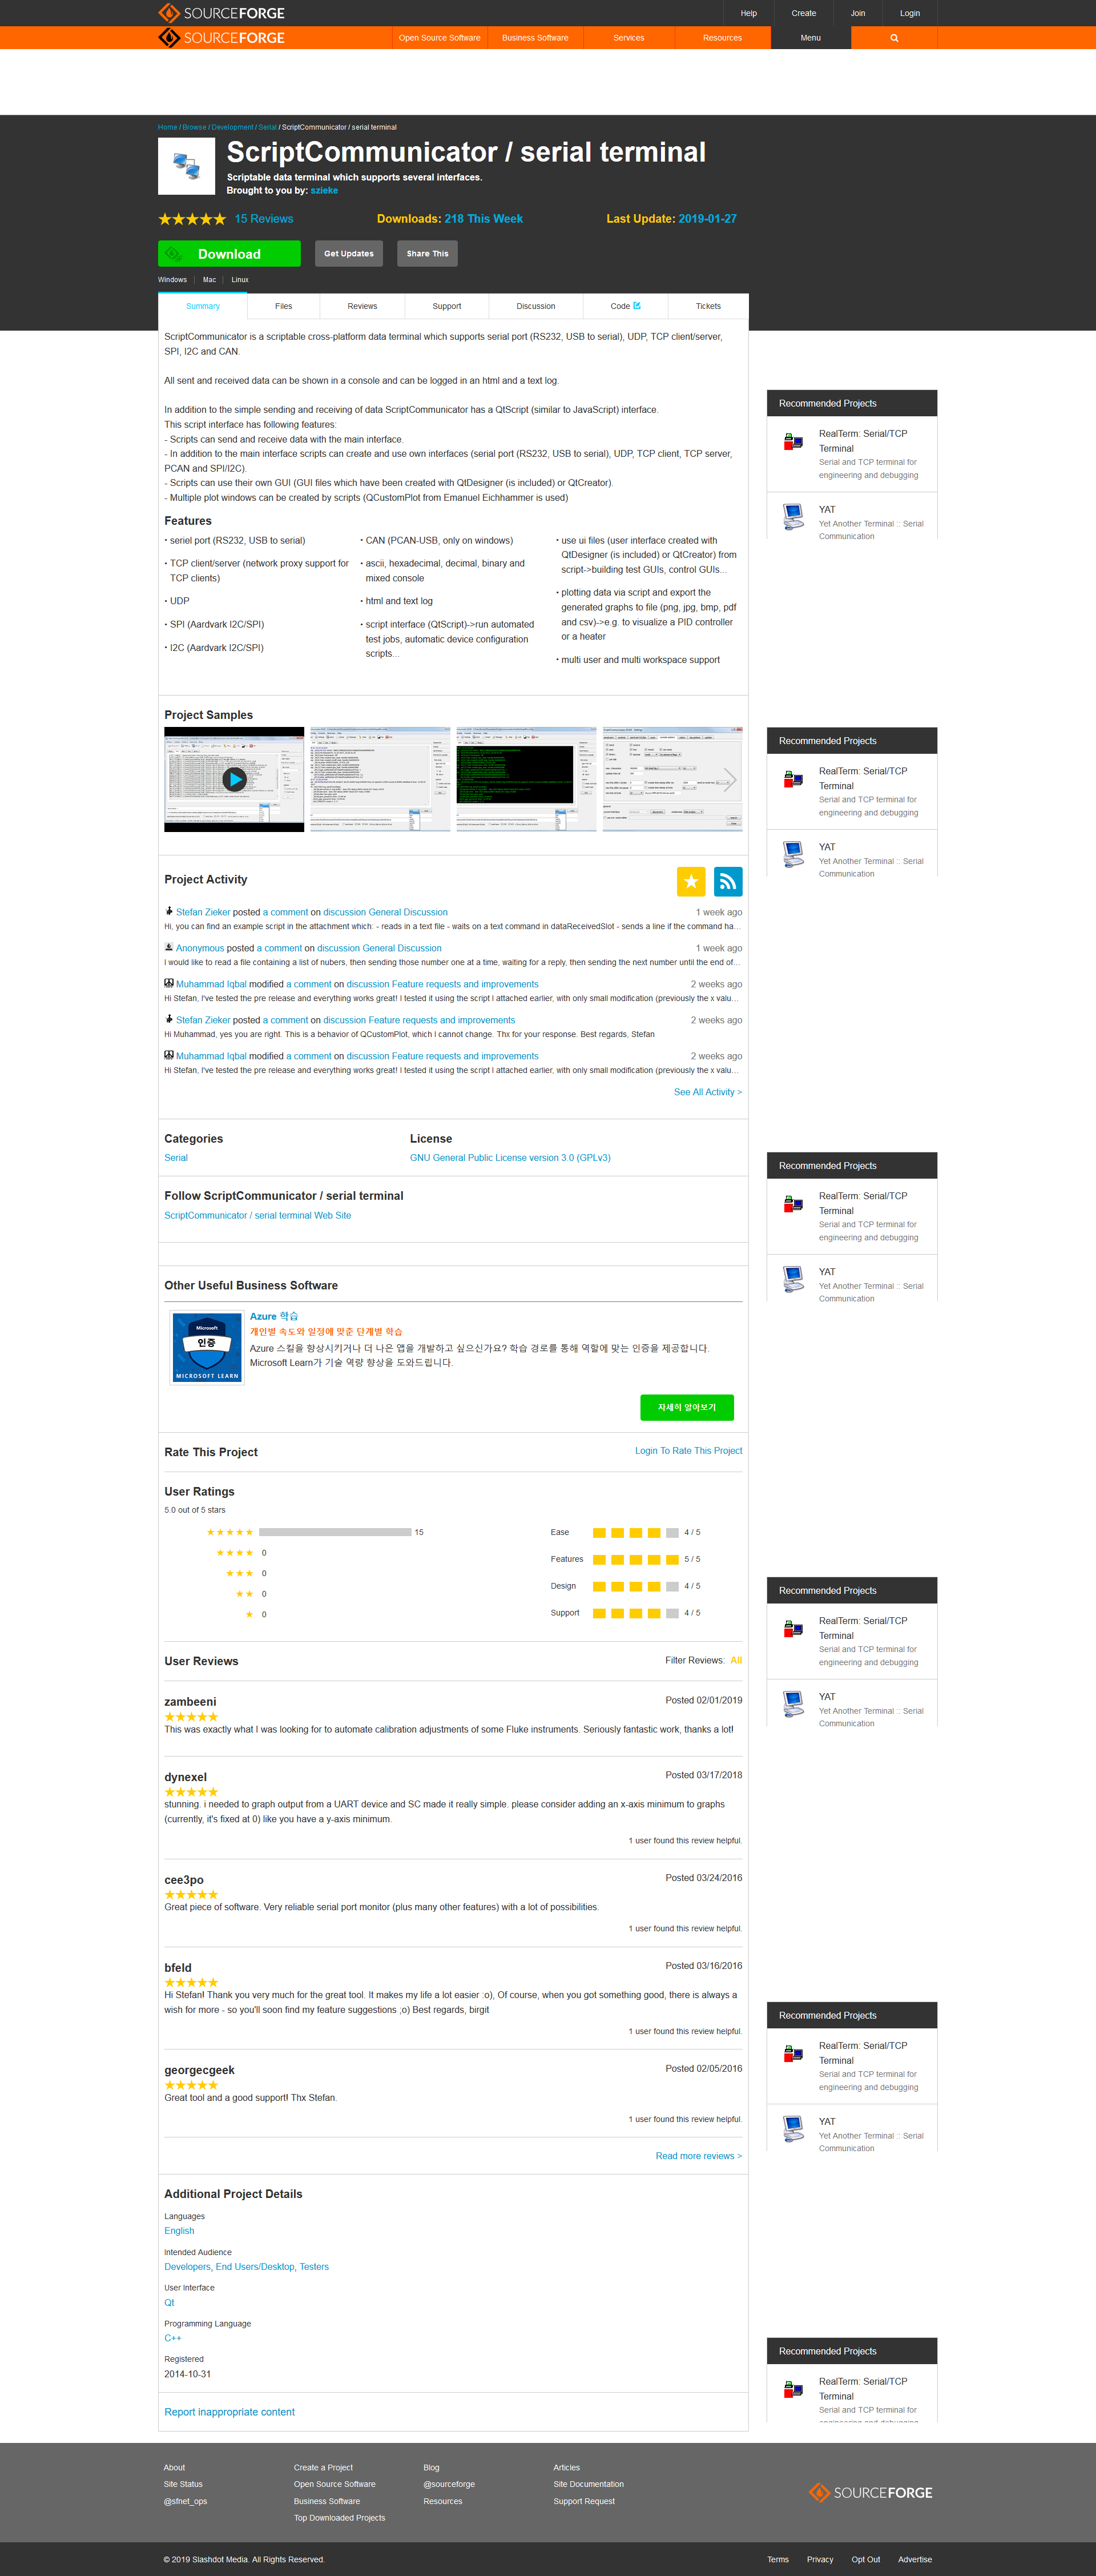 SOURCEFORGE
Help
Create
Join
Login
SOURCEFORGE
Open Source Software
Business Software
Services
Resources
Menu
Home / Browse / Development / Serial / ScriptCommunicator / serial terminal
ScriptCommunicator / serial terminal
Scriptable data terminal which supports several interfaces.
Brought to you by: szieke
15 Reviews
Downloads: 218 This Week
Last Update: 2019-01-27
Download
Get Updates
Share This
Windows
Mac
Linux
Summary
Files
Reviews
Support
Discussion
Code
Tickets
ScriptCommunicator is a scriptable cross-platform data terminal which supports serial port (RS232, USB to serial), UDP, TCP client/server,
SPI, I2C and CAN.
All sent and received data can be shown in a console and can be logged in an html and a text log.
In addition to the simple sending and receiving of data ScriptCommunicator has a QtScript (similar to JavaScript) interface.
This script interface has following features:
- Scripts can send and receive data with the main interface.
- In addition to the main interface scripts can create and use own interfaces (serial port (RS232, USB to serial), UDP, TCP client, TCP server,
PCAN and SPI/I2C).
- Scripts can use their own GUI (GUI files which have been created with QtDesigner (is included) or QtCreator).
- Multiple plot windows can be created by scripts (QCustomPlot from Emanuel Eichhammer is used)
Features
• seriel port (RS232, USB to serial)
• TCP client/server (network proxy support for
TCP clients)
• UDP
• SPI (Aardvark I2C/SPI)
• I2C (Aardvark I2C/SPI)
• CAN (PCAN-USB, only on windows)
• ascii, hexadecimal, decimal, binary and
mixed console
• html and text log
• script interface (QtScript)->run automated
test jobs, automatic device configuration
scripts...
• use ui files (user interface created with
QtDesigner (is included) or QtCreator) from
script->building test GUIs, control GUIs...
• plotting data via script and export the
generated graphs to file (png, jpg, bmp, pdf
and csv)->e.g. to visualize a PID controller
or a heater
• multi user and multi workspace support
Project Samples
Project Activity
Stefan Zieker posted a comment on discussion General Discussion
1 week ago
Hi, you can find an example script in the attachment which: - reads in a text file - waits on a text command in dataReceivedSlot - sends a line if the command ha...
Anonymous posted a comment on discussion General Discussion
1 week ago
I would like to read a file containing a list of nubers, then sending those number one at a time, waiting for a reply, then sending the next number until the end of...
Muhammad Iqbal modified a comment on discussion Feature requests and improvements
2 weeks ago
Hi Stefan, I've tested the pre release and everything works great! I tested it using the script I attached earlier, with only small modification (previously the x valu...
Stefan Zieker posted a comment on discussion Feature requests and improvements
2 weeks ago
Hi Muhammad, yes you are right. This is a behavior of QCustomPlot, which I cannot change. Thx for your response. Best regards, Stefan
Muhammad Iqbal modified a comment on discussion Feature requests and improvements
2 weeks ago
Hi Stefan, I've tested the pre release and everything works great! I tested it using the script I attached earlier, with only small modification (previously the x valu...
See All Activity >
Categories
Serial
License
GNU General Public License version 3.0 (GPLv3)
Follow ScriptCommunicator / serial terminal
ScriptCommunicator / serial terminal Web Site
Other Useful Business Software
Microsoft
인증
MICROSOFT LEARN
Azure 학습
개인별 속도와 일정에 맞춘 단계별 학습
Azure 스킬을 향상시키거나 더 나은 앱을 개발하고 싶으신가요? 학습 경로를 통해 역할에 맞는 인증을 제공합니다.
Microsoft Learn가 기술 역량 향상을 도와드립니다.
자세히 알아보기
Rate This Project
Login To Rate This Project
User Ratings
5.0 out of 5 stars
15
0
0
0
0
Ease 4 / 5
Features 5 / 5
Design 4 / 5
Support 4 / 5
User Reviews
Filter Reviews: All
zambeeni
Posted 02/01/2019
This was exactly what I was looking for to automate calibration adjustments of some Fluke instruments. Seriously fantastic work, thanks a lot!
dynexel
Posted 03/17/2018
stunning. i needed to graph output from a UART device and SC made it really simple. please consider adding an x-axis minimum to graphs
(currently, it's fixed at 0) like you have a y-axis minimum.
1 user found this review helpful.
cee3po
Posted 03/24/2016
Great piece of software. Very reliable serial port monitor (plus many other features) with a lot of possibilities.
1 user found this review helpful.
bfeld
Posted 03/16/2016
Hi Stefan! Thank you very much for the great tool. It makes my life a lot easier :o), Of course, when you got something good, there is always a
wish for more - so you'll soon find my feature suggestions ;o) Best regards, birgit
1 user found this review helpful.
georgecgeek
Posted 02/05/2016
Great tool and a good support! Thx Stefan.
1 user found this review helpful.
Read more reviews >
Additional Project Details
Languages
English
Intended Audience
Developers, End Users/Desktop, Testers
User Interface
Qt
Programming Language
C++
Registered
2014-10-31
Report inappropriate content
Recommended Projects
RealTerm: Serial/TCP
Terminal
Serial and TCP terminal for
engineering and debugging
YAT
Yet Another Terminal :: Serial
Communication
Recommended Projects
RealTerm: Serial/TCP
Terminal
Serial and TCP terminal for
engineering and debugging
YAT
Yet Another Terminal :: Serial
Communication
Recommended Projects
RealTerm: Serial/TCP
Terminal
Serial and TCP terminal for
engineering and debugging
YAT
Yet Another Terminal :: Serial
Communication
Recommended Projects
RealTerm: Serial/TCP
Terminal
Serial and TCP terminal for
engineering and debugging
YAT
Yet Another Terminal :: Serial
Communication
Recommended Projects
RealTerm: Serial/TCP
Terminal
Serial and TCP terminal for
engineering and debugging
YAT
Yet Another Terminal :: Serial
Communication
Recommended Projects
RealTerm: Serial/TCP
Terminal
Serial and TCP terminal for
engineering and debugging
About
Site Status
@sfnet_ops
Create a Project
Open Source Software
Business Software
Top Downloaded Projects
Blog
@sourceforge
Resources
Articles
Site Documentation
Support Request
SOURCEFORGE
© 2019 Slashdot Media. All Rights Reserved.
Terms
Privacy
Opt Out
Advertise